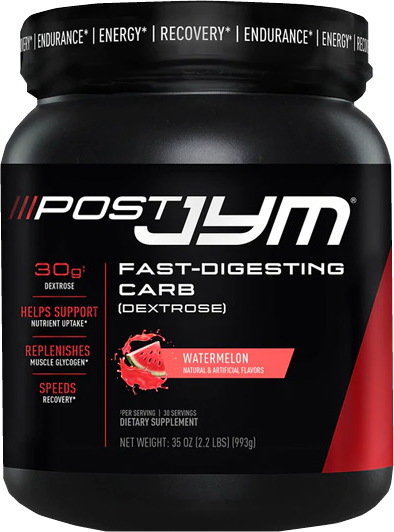 RY* | ENDURANCE* | ENERGY* | RECOVERY* | ENDURANCE* | ENERGY* | REC
///POST JYM®
FAST-DIGESTING
CARB
(DEXTROSE)
30g‡
DEXTROSE
HELPS SUPPORT
NUTRIENT UPTAKE*
REPLENISHES
MUSCLE GLYCOGEN*
SPEEDS
RECOVERY*
WATERMELON
NATURAL & ARTIFICIAL FLAVORS
‡PER SERVING | 30 SERVINGS
DIETARY SUPPLEMENT
NET WEIGHT: 35 OZ (2.2 LBS) (993g)